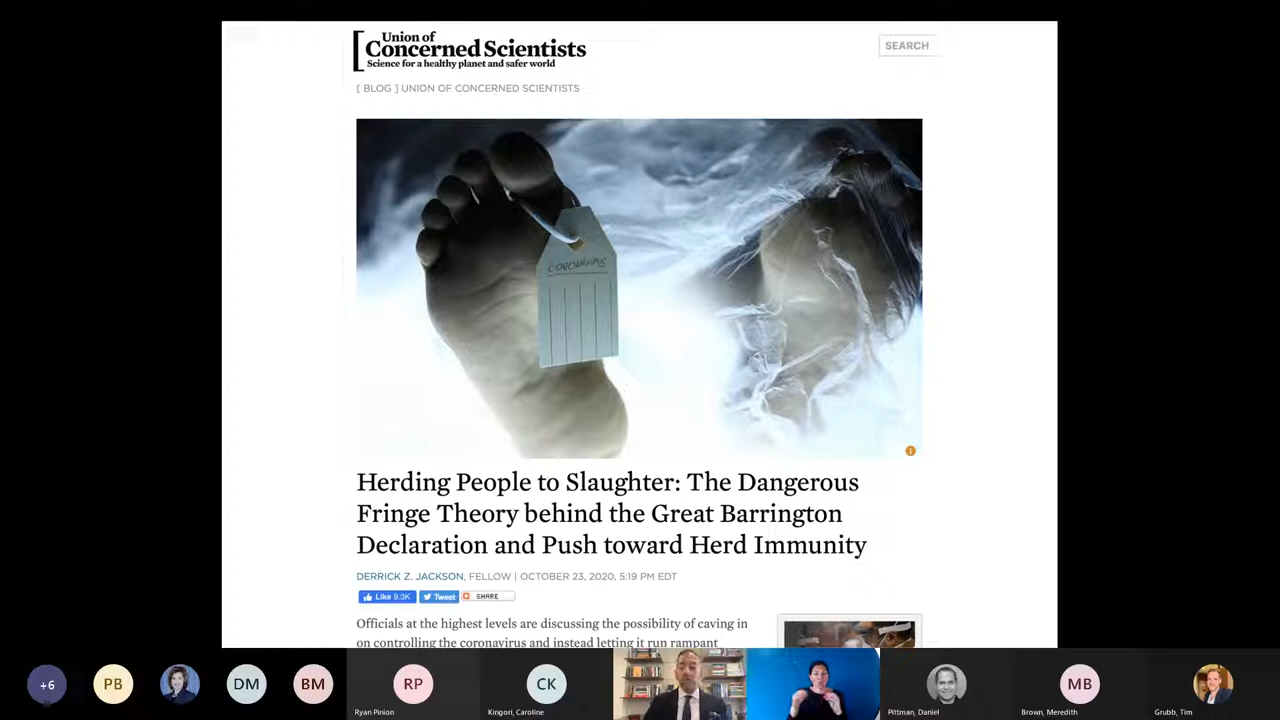 Union of
Concerned Scientists
Science for a healthy planet and safer world
SEARCH
[ BLOG ] UNION OF CONCERNED SCIENTISTS
CORONAVIRUS
Herding People to Slaughter: The Dangerous
Fringe Theory behind the Great Barrington
Declaration and Push toward Herd Immunity
DERRICK Z. JACKSON, FELLOW | OCTOBER 23, 2020, 5:19 PM EDT
Like 9.3K Tweet SHARE
Officials at the highest levels are discussing the possibility of caving in
on controlling the coronavirus and instead letting it run rampant
+6 PB DM BM RP CK MB
Ryan Pinion Kingori, Caroline Pittman, Daniel Brown, Meredith Grubb, Tim